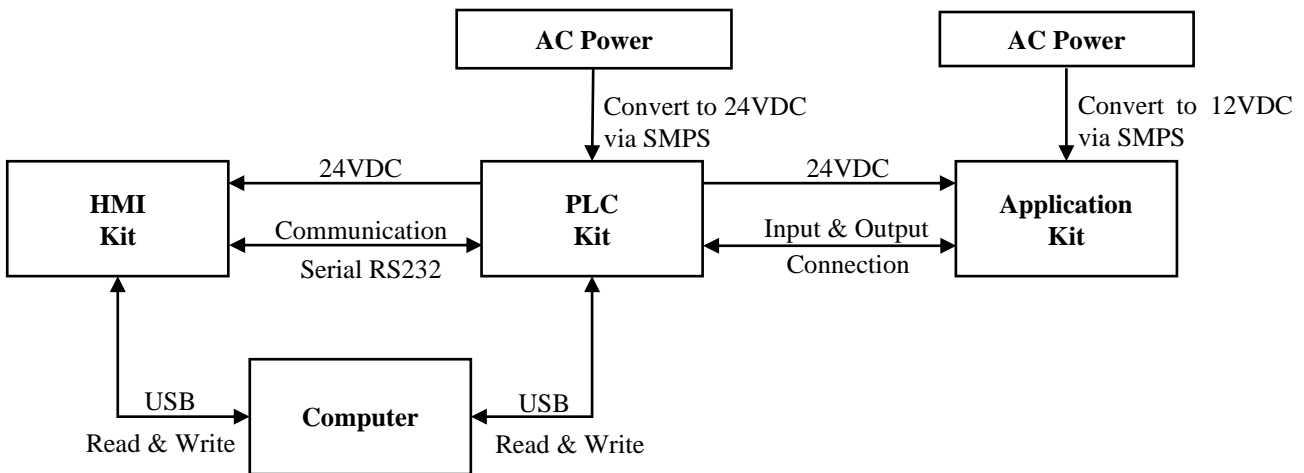 AC Power
AC Power
Convert to 24VDC
via SMPS
Convert to 12VDC
via SMPS
24VDC
24VDC
HMI
Kit
PLC
Kit
Application
Kit
Communication
Serial RS232
Input & Output
Connection
USB
Read & Write
Computer
USB
Read & Write